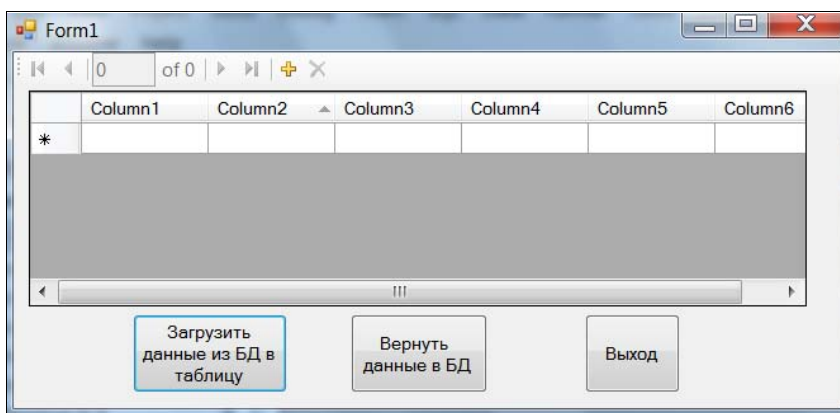 Form1
0 of 0
Column1 Column2 Column3 Column4 Column5 Column6
Загрузить
данные из БД в
таблицу
Вернуть
данные в БД
Выход